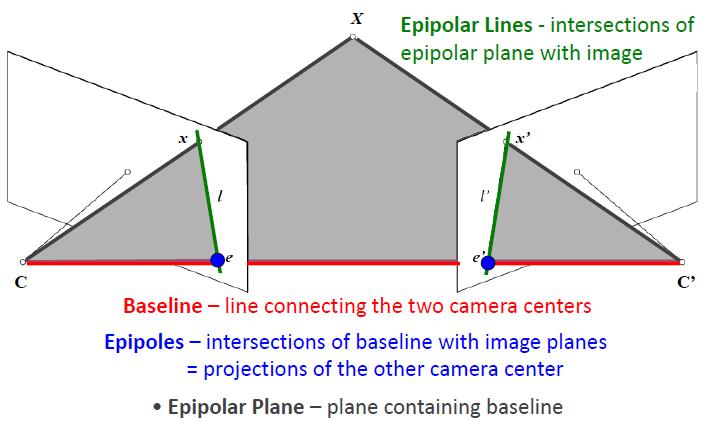 X
Epipolar Lines - intersections of
epipolar plane with image
x
x'
l
l'
e
e'
C
C'
Baseline – line connecting the two camera centers
Epipoles – intersections of baseline with image planes
= projections of the other camera center
• Epipolar Plane – plane containing baseline